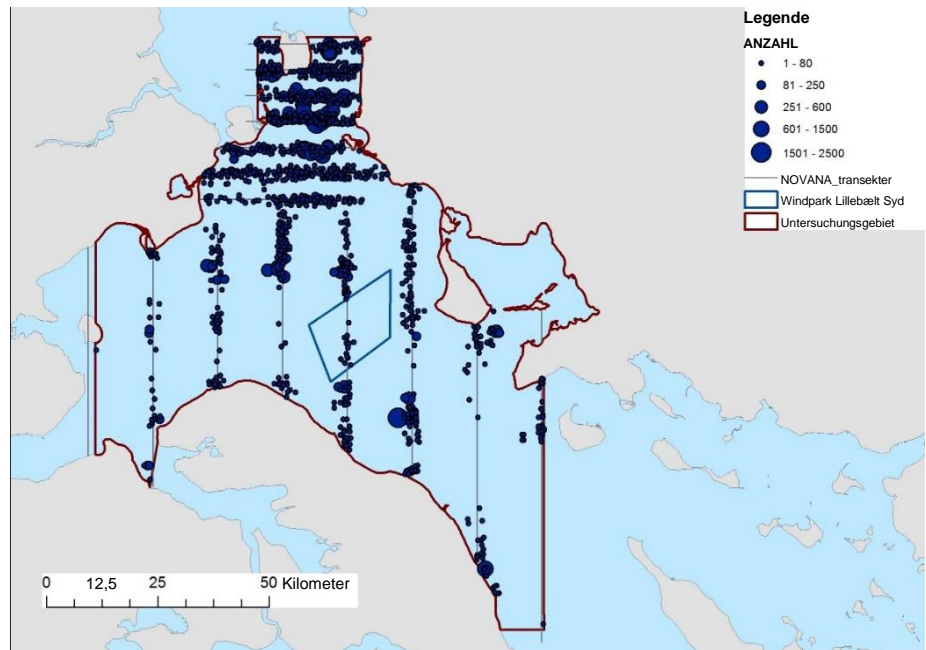 Legende
ANZAHL
1 - 80
81 - 250
251 - 600
601 - 1500
1501 - 2500
NOVANA_transekter
Windpark Lillebælt Syd
Untersuchungsgebiet
0 12,5 25 50 Kilometer